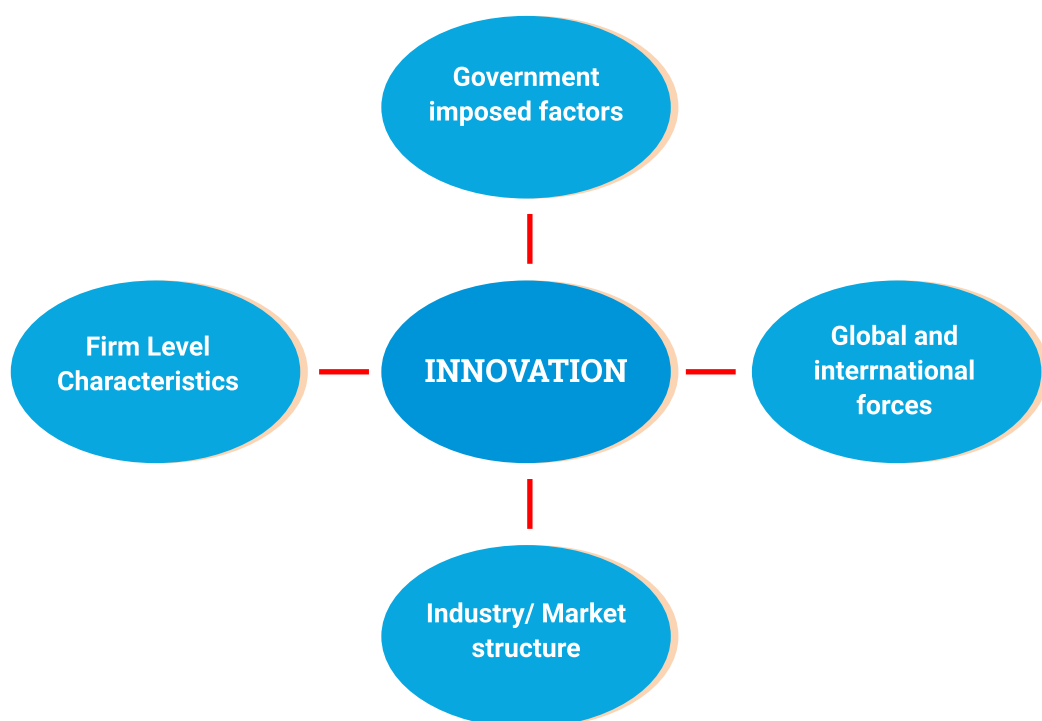 Government
imposed factors
Firm Level
Characteristics
INNOVATION
Global and
interrnational
forces
Industry/ Market
structure